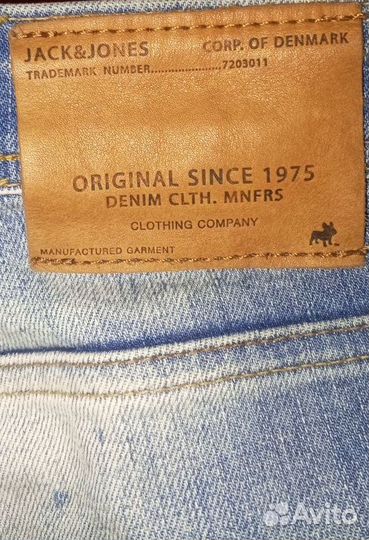 JACK&JONES CORP. OF DENMARK
TRADEMARK NUMBER......................7203011
ORIGINAL SINCE 1975
DENIM CLTH. MNFRS
CLOTHING COMPANY
MANUFACTURED GARMENT
Avito